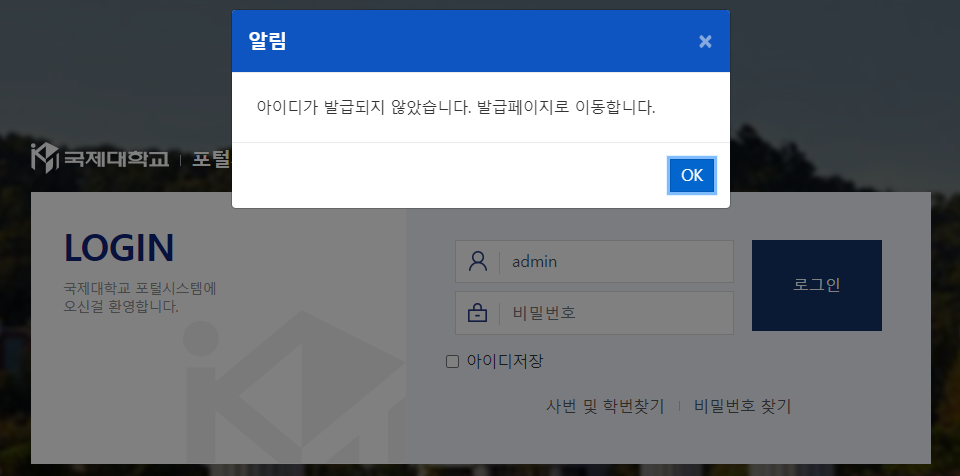 알림
×
아이디가 발급되지 않았습니다. 발급페이지로 이동합니다.
OK
국제대학교 | 포털
LOGIN
국제대학교 포털시스템에
오신걸 환영합니다.
admin
비밀번호
로그인
아이디저장
사번 및 학번찾기 | 비밀번호 찾기